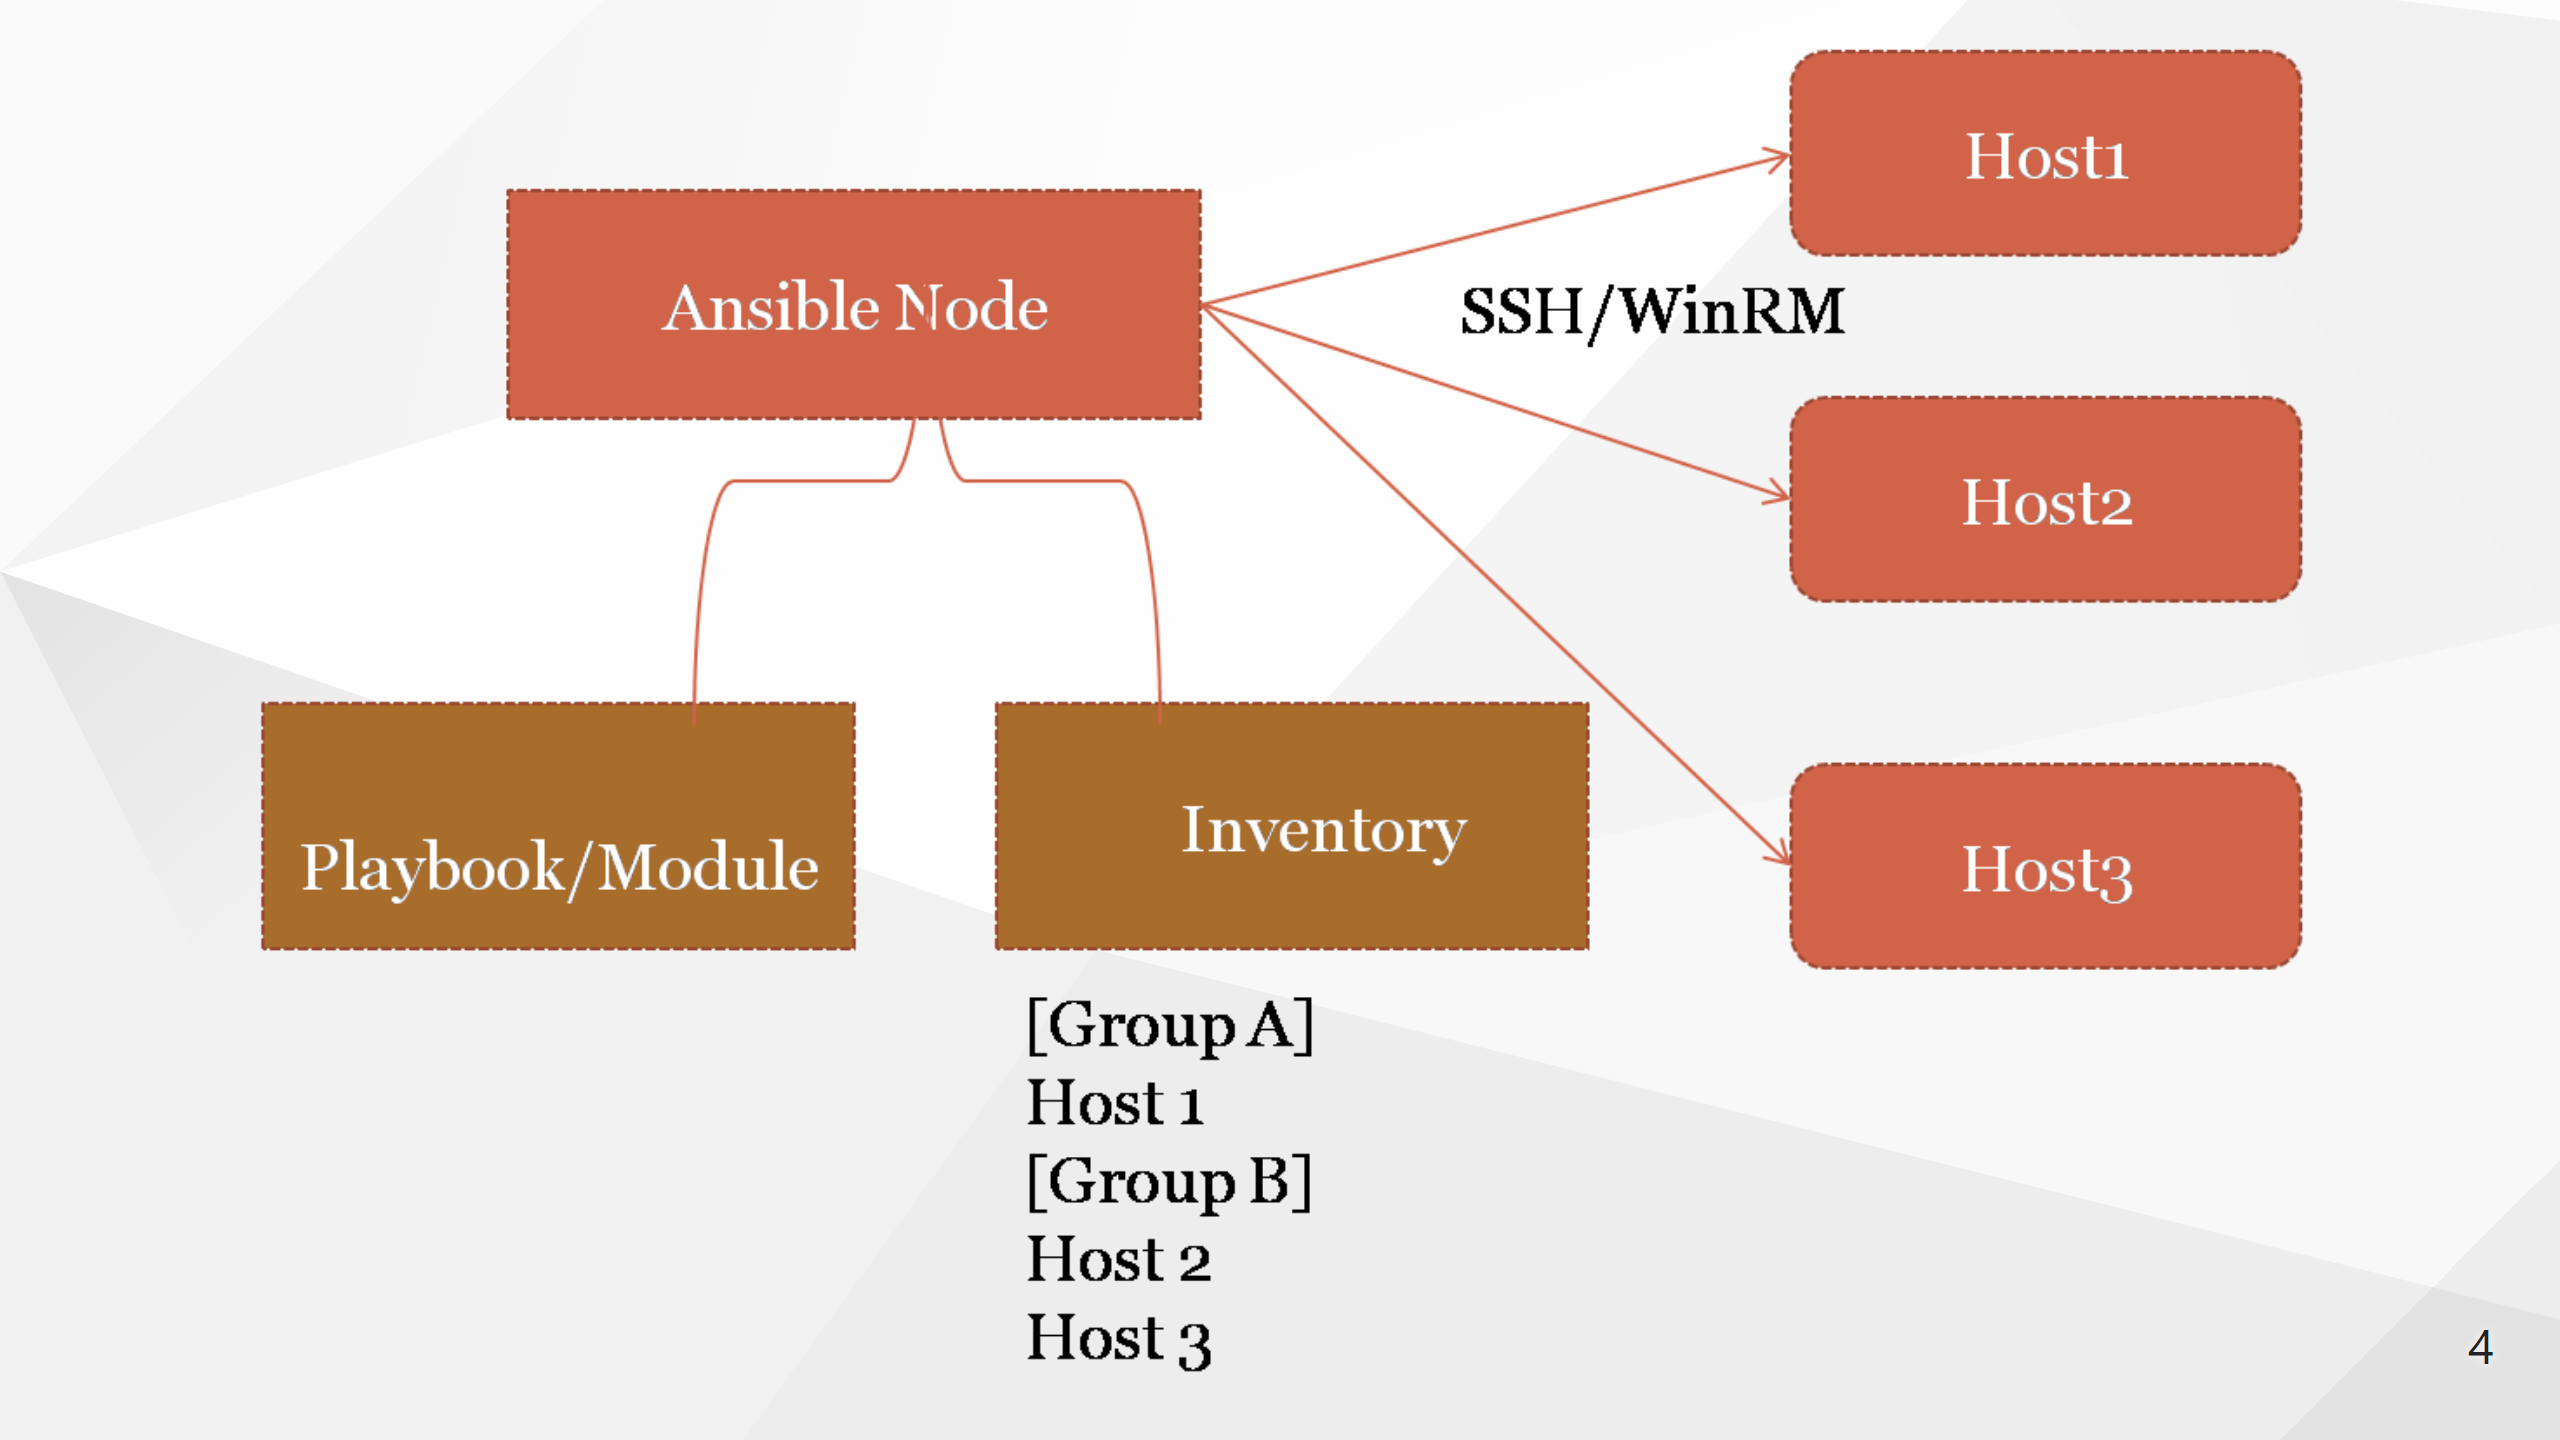 Host1
Ansible Node
SSH/WinRM
Host2
Playbook/Module
Inventory
Host3
[Group A]
Host 1
[Group B]
Host 2
Host 3
4